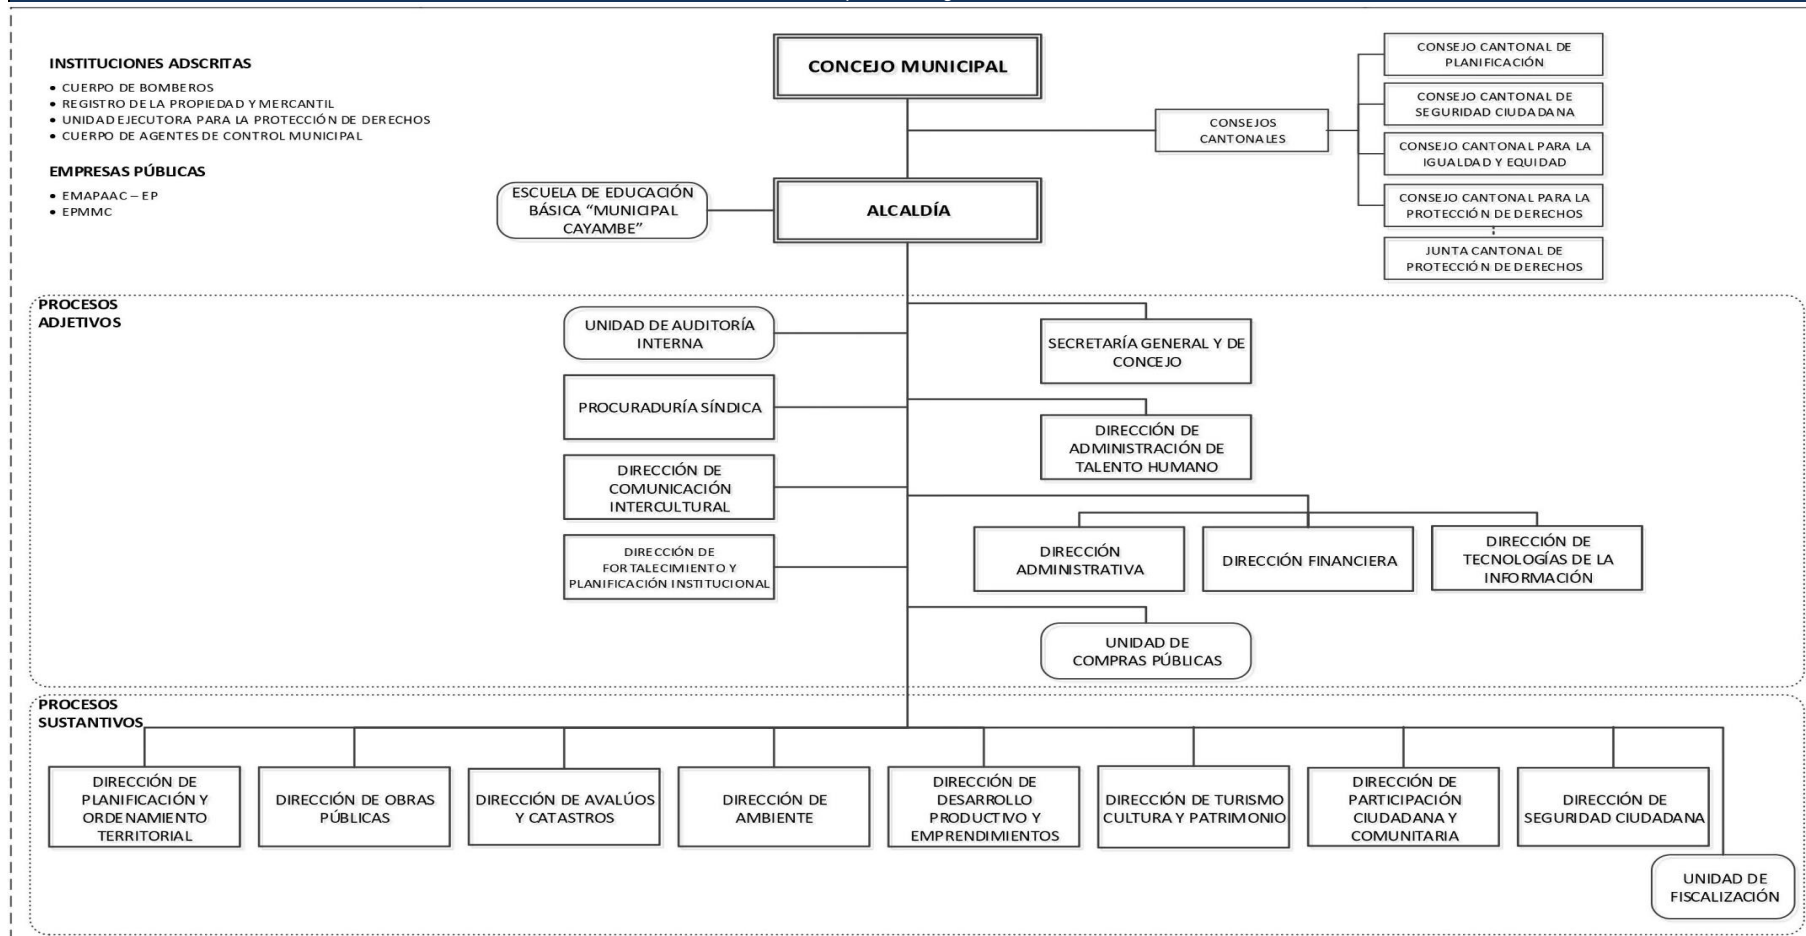 INSTITUCIONES ADSCRITAS
• CUERPO DE BOMBEROS
• REGISTRO DE LA PROPIEDAD Y MERCANTIL
• UNIDAD EJECUTORA PARA LA PROTECCIÓN DE DERECHOS
• CUERPO DE AGENTES DE CONTROL MUNICIPAL
EMPRESAS PÚBLICAS
• EMAPAAC – EP
• EPMMC
CONCEJO MUNICIPAL
CONSEJOS
CANTONALES
CONSEJO CANTONAL DE
PLANIFICACIÓN
CONSEJO CANTONAL DE
SEGURIDAD CIUDADANA
CONSEJO CANTONAL PARA LA
IGUALDAD Y EQUIDAD
CONSEJO CANTONAL PARA LA
PROTECCIÓN DE DERECHOS
JUNTA CANTONAL DE
PROTECCIÓN DE DERECHOS
ESCUELA DE EDUCACIÓN
BÁSICA “MUNICIPAL
CAYAMBE”
ALCALDÍA
PROCESOS
ADJETIVOS
UNIDAD DE AUDITORÍA
INTERNA
SECRETARÍA GENERAL Y DE
CONCEJO
PROCURADURÍA SÍNDICA
DIRECCIÓN DE
ADMINISTRACIÓN DE
TALENTO HUMANO
DIRECCIÓN DE
COMUNICACIÓN
INTERCULTURAL
DIRECCIÓN DE
FORTALECIMIENTO Y
PLANIFICACIÓN INSTITUCIONAL
DIRECCIÓN
ADMINISTRATIVA
DIRECCIÓN FINANCIERA
DIRECCIÓN DE
TECNOLOGÍAS DE LA
INFORMACIÓN
UNIDAD DE
COMPRAS PÚBLICAS
PROCESOS
SUSTANTIVOS
DIRECCIÓN DE
PLANIFICACIÓN Y
ORDENAMIENTO
TERRITORIAL
DIRECCIÓN DE OBRAS
PÚBLICAS
DIRECCIÓN DE AVALÚOS
Y CATASTROS
DIRECCIÓN DE
AMBIENTE
DIRECCIÓN DE
DESARROLLO
PRODUCTIVO Y
EMPRENDIMIENTOS
DIRECCIÓN DE TURISMO
CULTURA Y PATRIMONIO
DIRECCIÓN DE
PARTICIPACIÓN
CIUDADANA Y
COMUNITARIA
DIRECCIÓN DE
SEGURIDAD CIUDADANA
UNIDAD DE
FISCALIZACIÓN